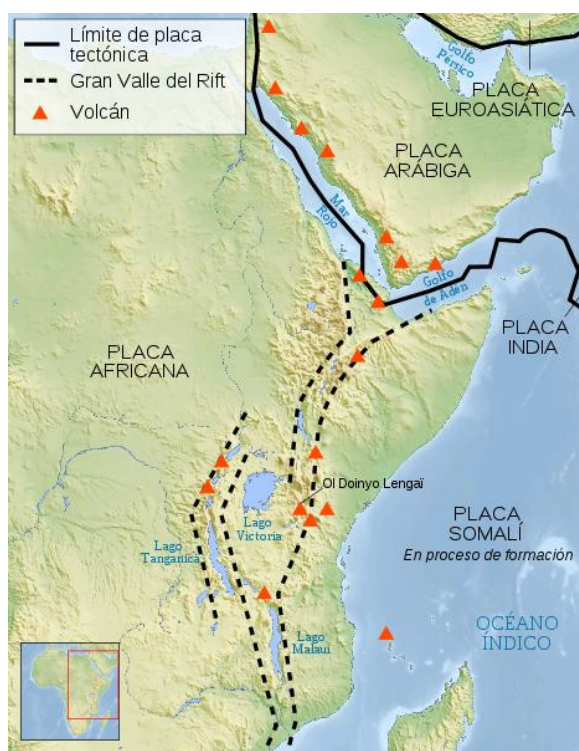 Límite de placa
tectónica
Gran Valle del Rift
Volcán
Golfo
Pérsico
PLACA
EUROASIÁTICA
PLACA
ARÁBIGA
Mar
Rojo
Golfo
de Aden
PLACA
INDIA
PLACA
AFRICANA
Ol Doinyo Lengaï
Lago
Victoria
Lago
Tanganica
PLACA
SOMALÍ
En proceso de formación
OCÉANO
ÍNDICO
Lago
Malaui